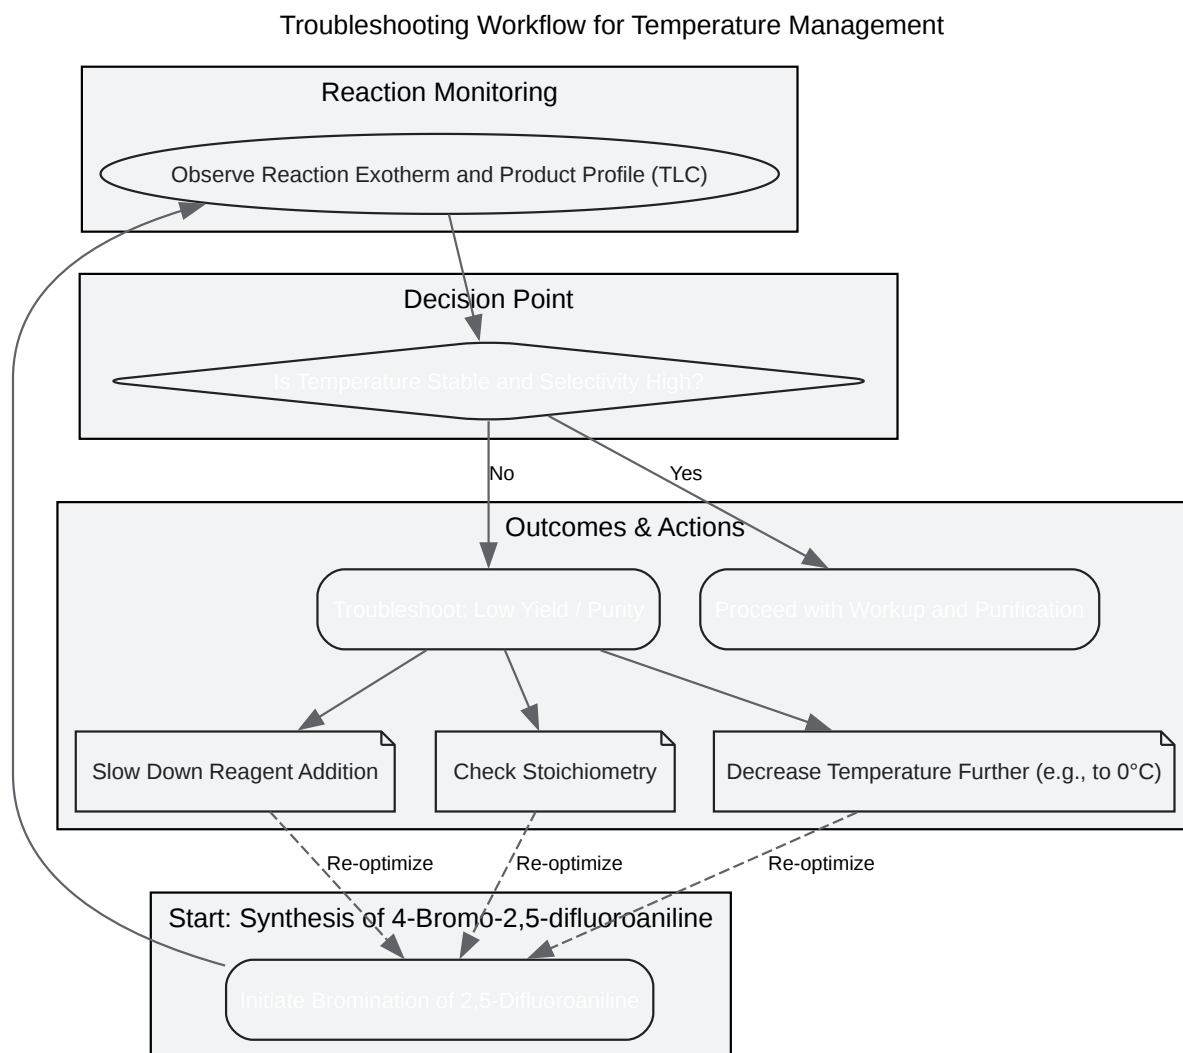 Troubleshooting Workflow for Temperature Management
Reaction Monitoring
Observe Reaction Exotherm and Product Profile (TLC)
Decision Point
Is Temperature Stable and Selectivity High?
No
Yes
Outcomes & Actions
Troubleshoot: Low Yield / Purity
Proceed with Workup and Purification
Slow Down Reagent Addition
Check Stoichiometry
Decrease Temperature Further (e.g., to 0°C)
Re-optimize
Re-optimize
Re-optimize
Start: Synthesis of 4-Bromo-2,5-difluoroaniline
Initiate Bromination of 2,5-Difluoroaniline